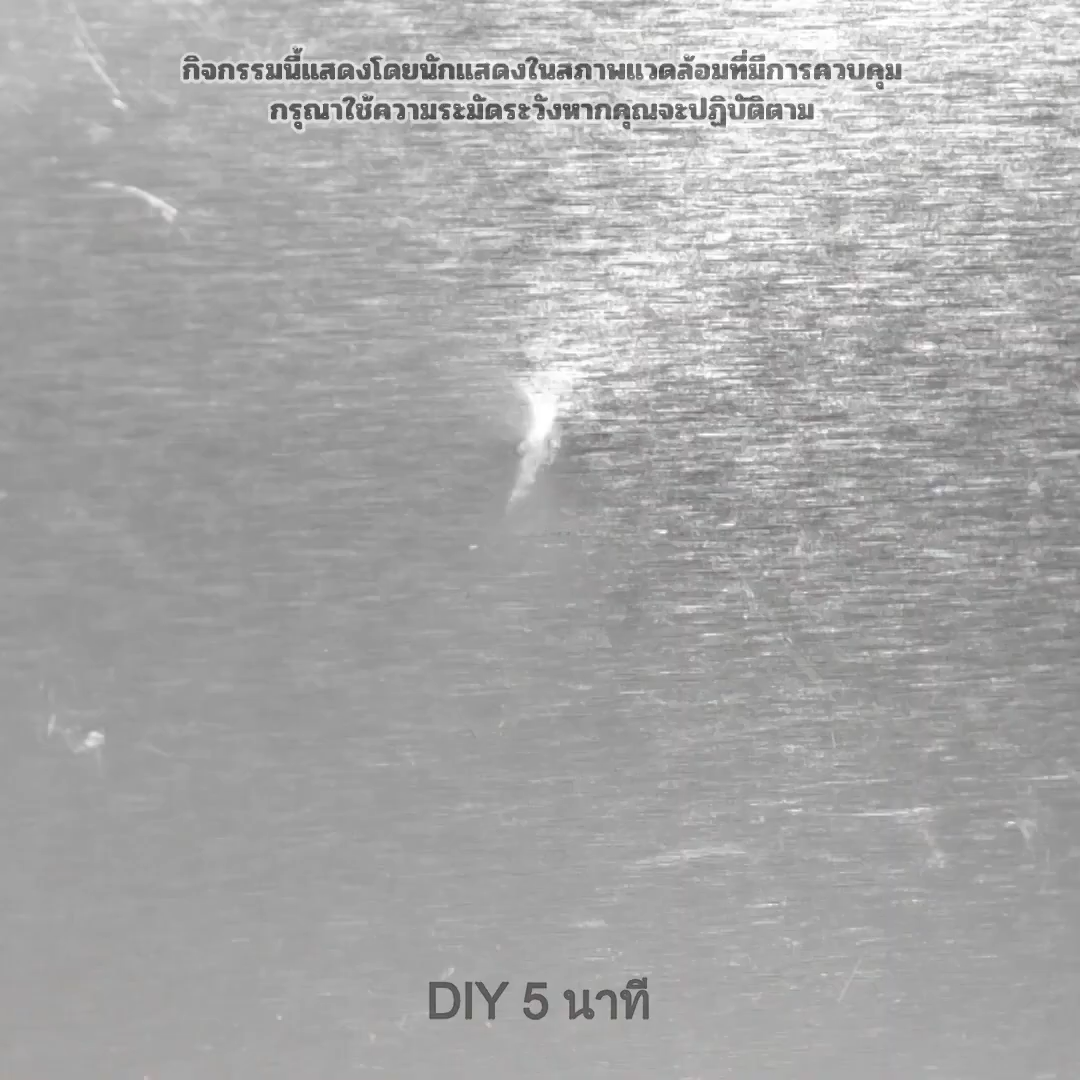 กิจกรรมนี้แสดงโดยนักแสดงในสภาพแวดล้อมที่มีการควบคุม
กรุณาใช้ความระมัดระวังหากคุณจะปฏิบัติตาม
DIY 5 นาที